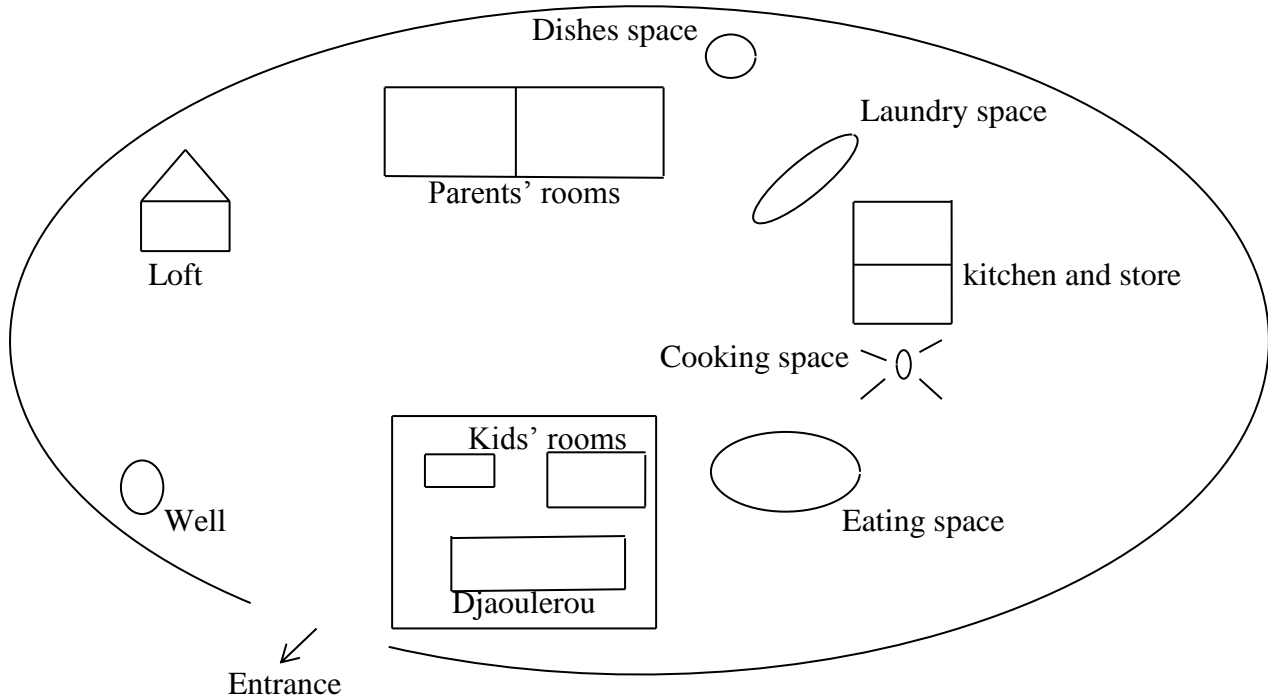 Dishes space
Laundry space
Parents’ rooms
Loft
kitchen and store
Cooking space
Kids’ rooms
Well
Eating space
Djaoulerou
Entrance